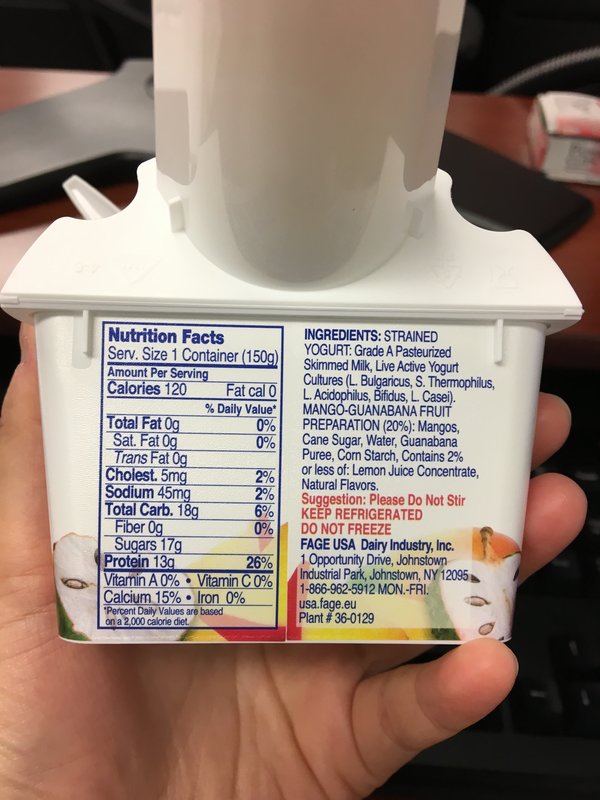 Nutrition Facts
Serv. Size 1 Container (150g)
Amount Per Serving
Calories 120 Fat cal 0
% Daily Value*
Total Fat 0g 0%
Sat. Fat 0g 0%
Trans Fat 0g
Cholest. 5mg 2%
Sodium 45mg 2%
Total Carb. 18g 6%
Fiber 0g 0%
Sugars 17g
Protein 13g 26%
Vitamin A 0% • Vitamin C 0%
Calcium 15% • Iron 0%
*Percent Daily Values are based
on a 2,000 calorie diet.
INGREDIENTS: STRAINED
YOGURT: Grade A Pasteurized
Skimmed Milk, Live Active Yogurt
Cultures (L. Bulgaricus, S. Thermophilus,
L. Acidophilus, Bifidus, L. Casei).
MANGO-GUANABANA FRUIT
PREPARATION (20%): Mangos,
Cane Sugar, Water, Guanabana
Puree, Corn Starch, Contains 2%
or less of: Lemon Juice Concentrate,
Natural Flavors.
Suggestion: Please Do Not Stir
KEEP REFRIGERATED
DO NOT FREEZE
FAGE USA Dairy Industry, Inc.
1 Opportunity Drive, Johnstown
Industrial Park, Johnstown, NY 12095
1-866-962-5912 MON.-FRI.
usa.fage.eu
Plant # 36-0129